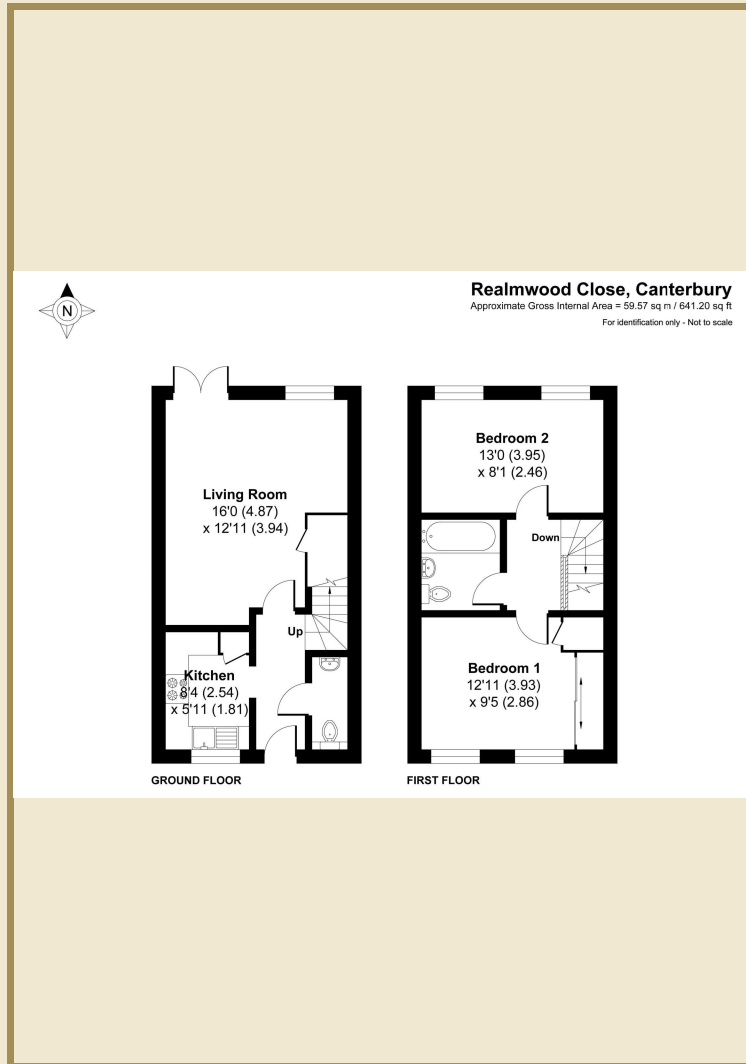 Realmwood Close, Canterbury
Approximate Gross Internal Area = 59.57 sq m / 641.20 sq ft
For identification only - Not to scale
N
Living Room
16'0 (4.87)
x 12'11 (3.94)
Up
Kitchen
8'4 (2.54)
x 5'11 (1.81)
GROUND FLOOR
Bedroom 2
13'0 (3.95)
x 8'1 (2.46)
Down
Bedroom 1
12'11 (3.93)
x 9'5 (2.86)
FIRST FLOOR